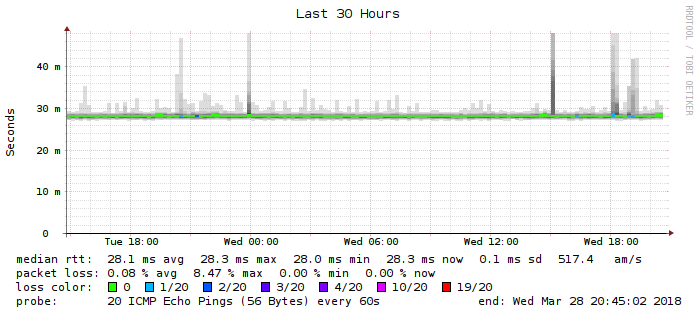 Last 30 Hours
RRDTOOL / TOBI OETIKER
Seconds
40 m
30 m
20 m
10 m
0
Tue 18:00 Wed 00:00 Wed 06:00 Wed 12:00 Wed 18:00
median rtt: 28.1 ms avg 28.3 ms max 28.0 ms min 28.3 ms now 0.1 ms sd 517.4 am/s
packet loss: 0.08 % avg 8.47 % max 0.00 % min 0.00 % now
loss color: 0 1/20 2/20 3/20 4/20 10/20 19/20
probe: 20 ICMP Echo Pings (56 Bytes) every 60s end: Wed Mar 28 20:45:02 2018